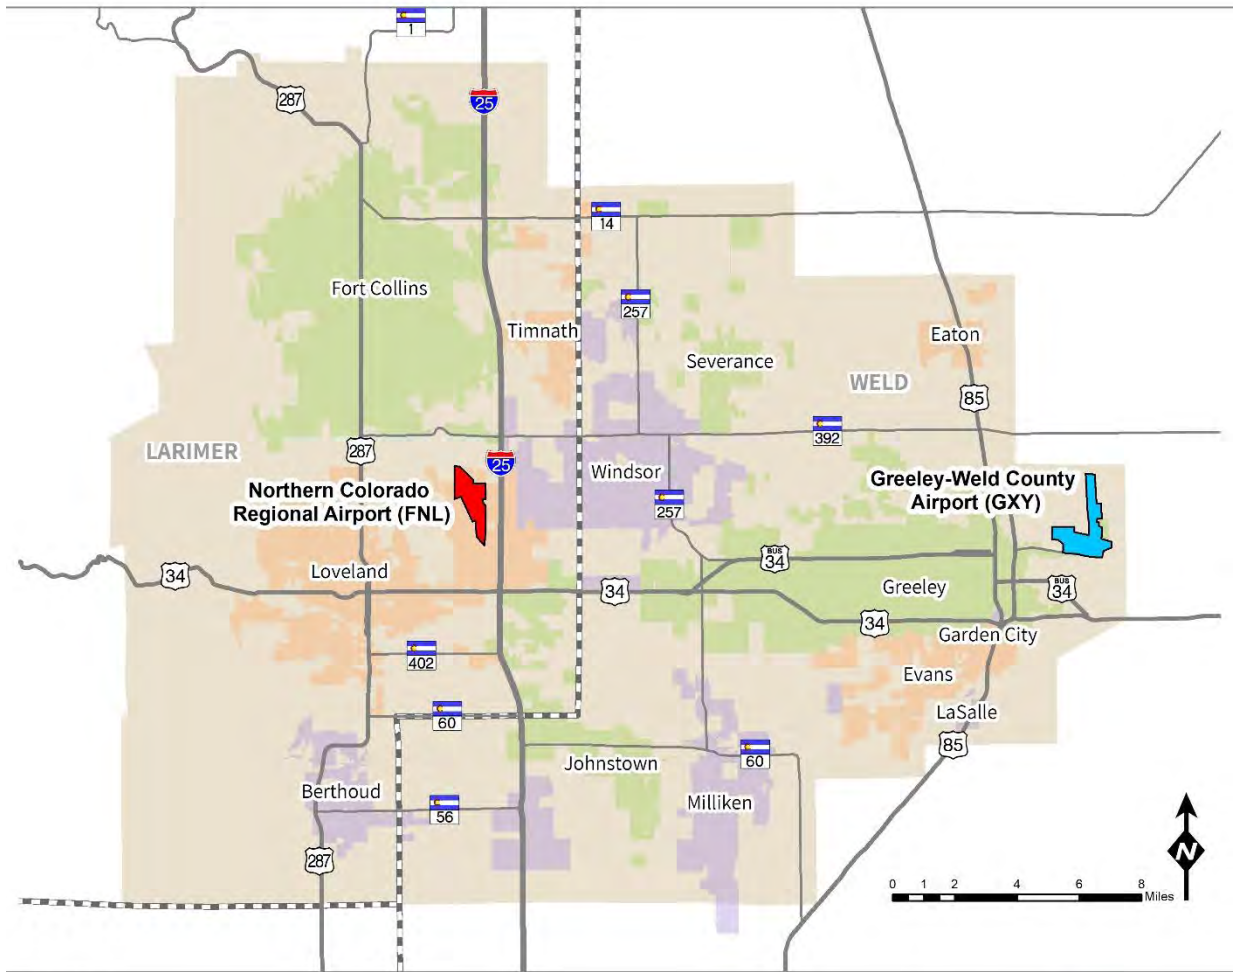 1
287
25
14
Fort Collins
257
Timnath
Eaton
Severance
WELD
85
392
LARIMER
287
25
Windsor
Northern Colorado
Regional Airport (FNL)
Greeley-Weld County
Airport (GXY)
257
BUS
34
34
Loveland
34
Greeley
BUS
34
34
Garden City
402
Evans
60
LaSalle
85
60
Johnstown
Berthoud
56
Milliken
287
N
0 1 2 4 6 8
Miles